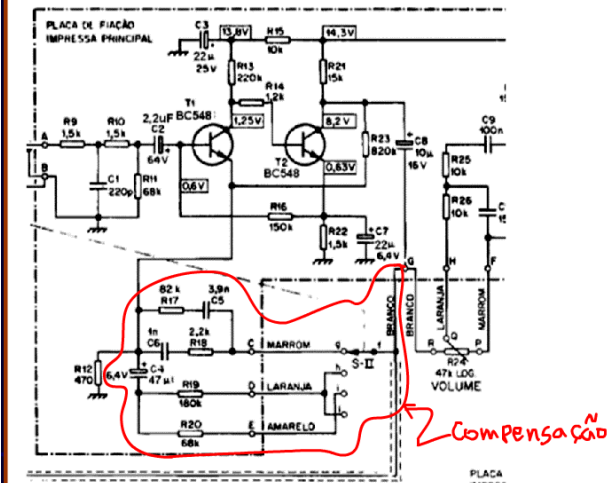 PLACA DE FIAÇÃO
IMPRESSA PRINCIPAL
C3
22µ
25V
13,8V
R15
10k
14,3V
R13
220k
R14
1,2k
R21
15k
T1
BC548
1,25V
8,2V
R23
820k
C8
10µ
16V
C9
100n
R25
10k
R26
10k
A
R9
1,5k
R10
1,5k
2,2uF
C2
64V
B
C1
220p
R11
68k
0,6V
T2
BC548
0,63V
R16
150k
R22
1,5k
C7
22µ
6,4V
G
H
F
BRANCO
BRANCO
LARANJA
MARROM
82 k
R17
3,9n
C5
1n
C6
2,2k
R18
C
MARROM
g
f
S-II
R12
470
6,4V
C4
47µ
R19
180k
D
LARANJA
h
i
j
R20
68k
E
AMARELO
R
Q
P
R24
47k LOG.
VOLUME
Compensação
PLACA